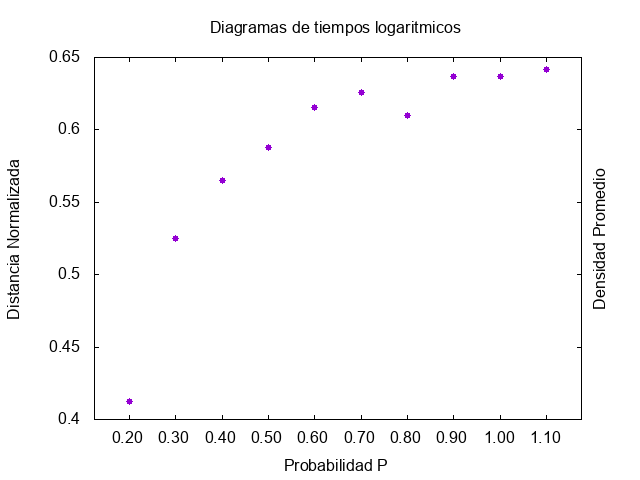 Diagramas de tiempos logaritmicos
0.65
0.6
0.55
0.5
0.45
0.4
Distancia Normalizada
Densidad Promedio
0.20 0.30 0.40 0.50 0.60 0.70 0.80 0.90 1.00 1.10
Probabilidad P